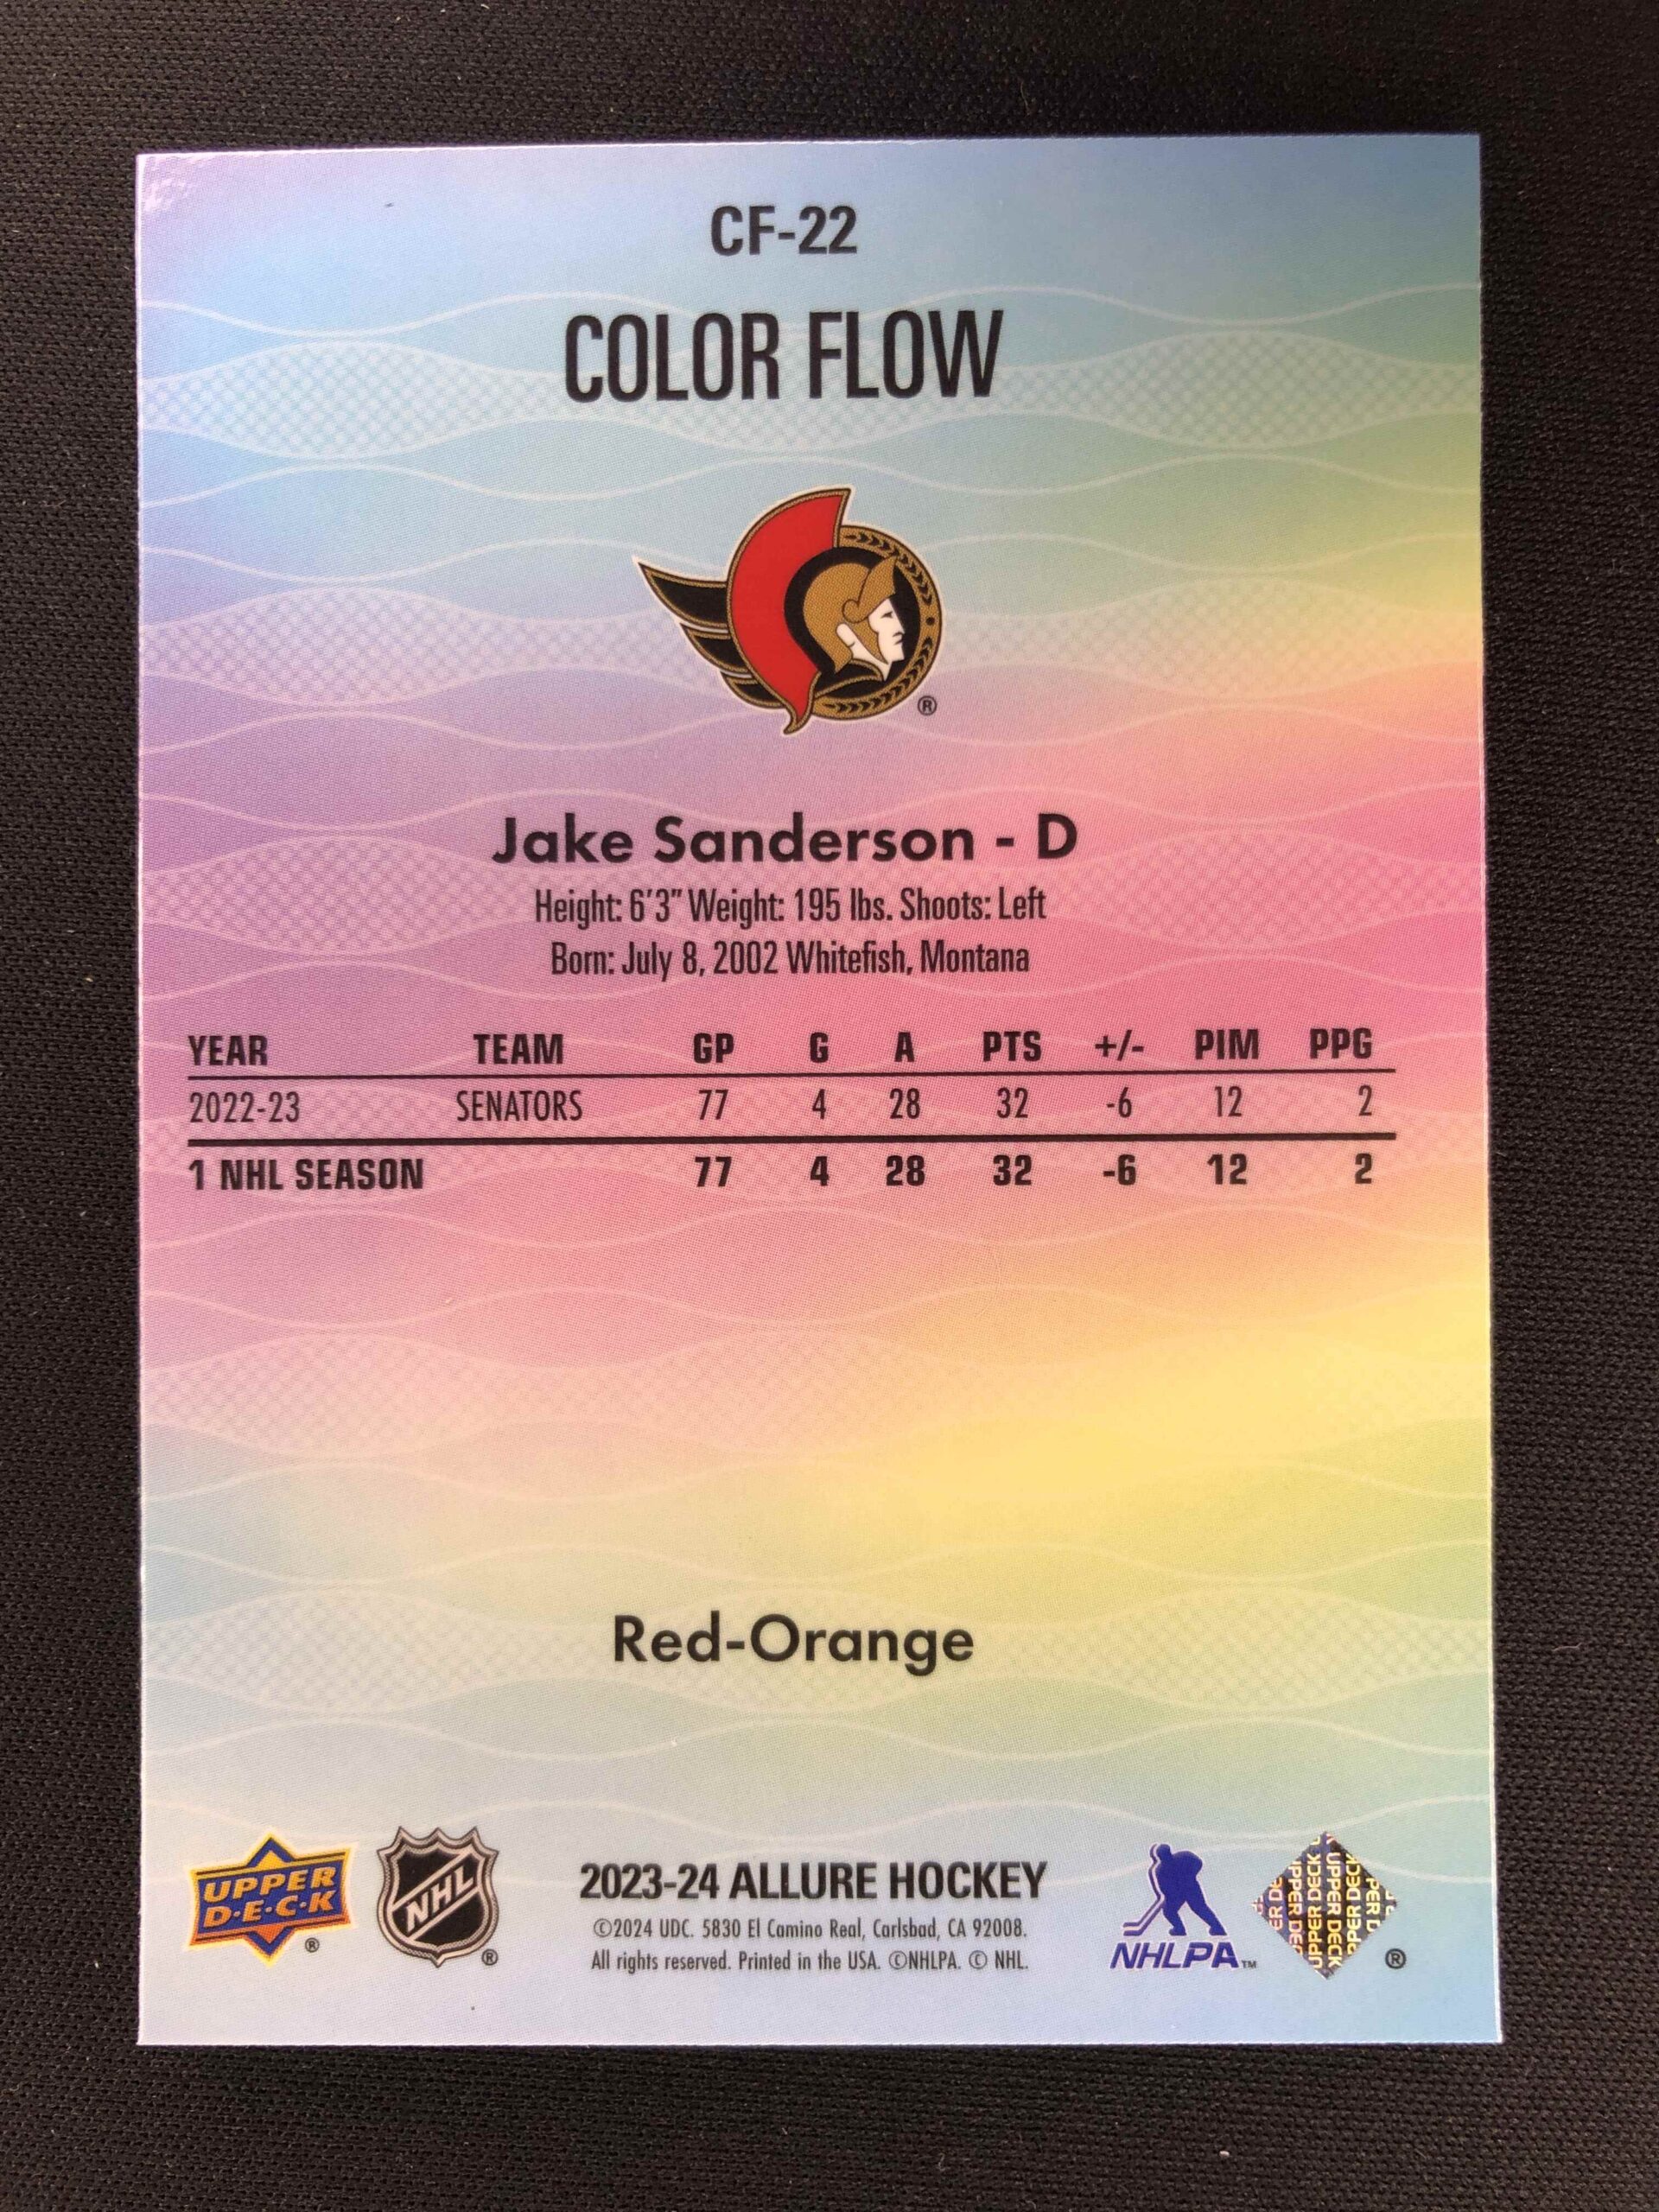 CF-22
COLOR FLOW
®
Jake Sanderson - D
Height: 6'3" Weight: 195 lbs. Shoots: Left
Born: July 8, 2002 Whitefish, Montana
YEAR TEAM GP G A PTS +/- PIM PPG
2022-23 SENATORS 77 4 28 32 -6 12 2
1 NHL SEASON 77 4 28 32 -6 12 2
Red-Orange
UPPER
D·E·C·K
®
NHL
®
2023-24 ALLURE HOCKEY
©2024 UDC. 5830 El Camino Real, Carlsbad, CA 92008.
All rights reserved. Printed in the USA. ©NHLPA. © NHL.
NHLPA™
UPPER DECK
®